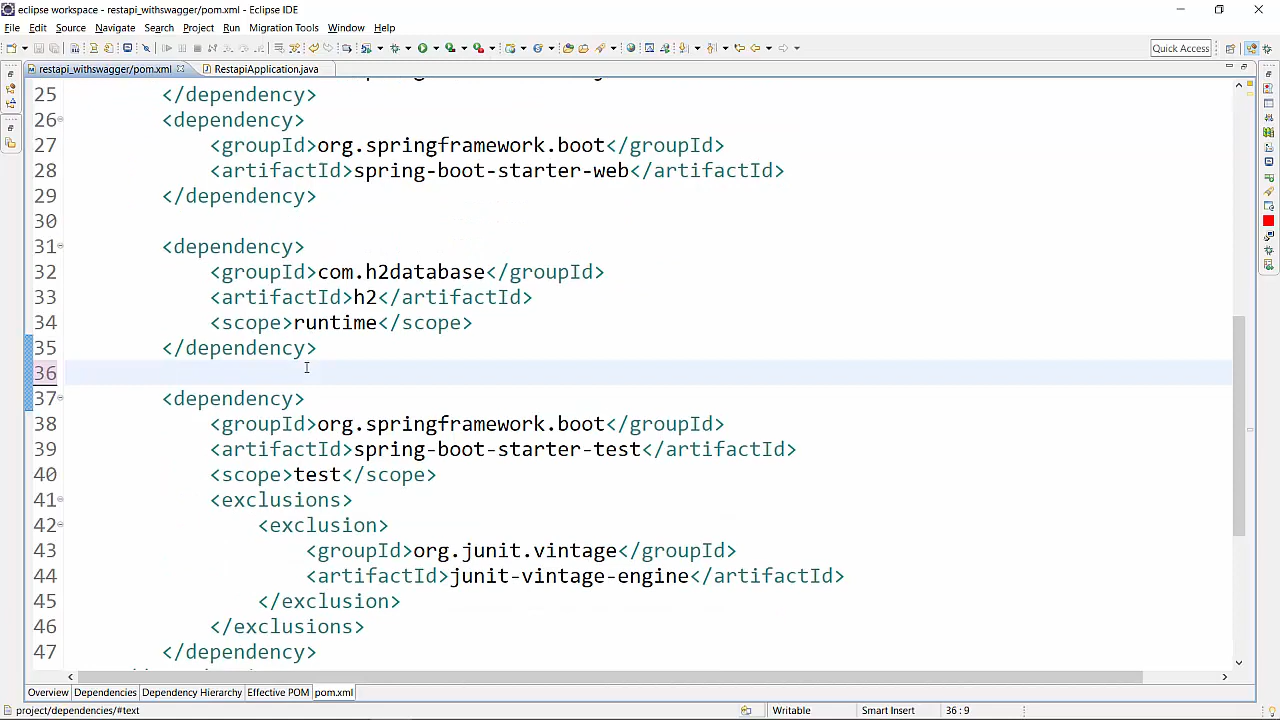 eclipse workspace - restapi_withswagger/pom.xml - Eclipse IDE
File Edit Source Navigate Search Project Run Migration Tools Window Help
Quick Access
restapi_withswagger/pom.xml RestapiApplication.java
25 </dependency>
26 <dependency>
27 <groupId>org.springframework.boot</groupId>
28 <artifactId>spring-boot-starter-web</artifactId>
29 </dependency>
30
31 <dependency>
32 <groupId>com.h2database</groupId>
33 <artifactId>h2</artifactId>
34 <scope>runtime</scope>
35 </dependency>
36
37 <dependency>
38 <groupId>org.springframework.boot</groupId>
39 <artifactId>spring-boot-starter-test</artifactId>
40 <scope>test</scope>
41 <exclusions>
42 <exclusion>
43 <groupId>org.junit.vintage</groupId>
44 <artifactId>junit-vintage-engine</artifactId>
45 </exclusion>
46 </exclusions>
47 </dependency>
Overview Dependencies Dependency Hierarchy Effective POM pom.xml
project/dependencies/#text Writable Smart Insert 36 : 9